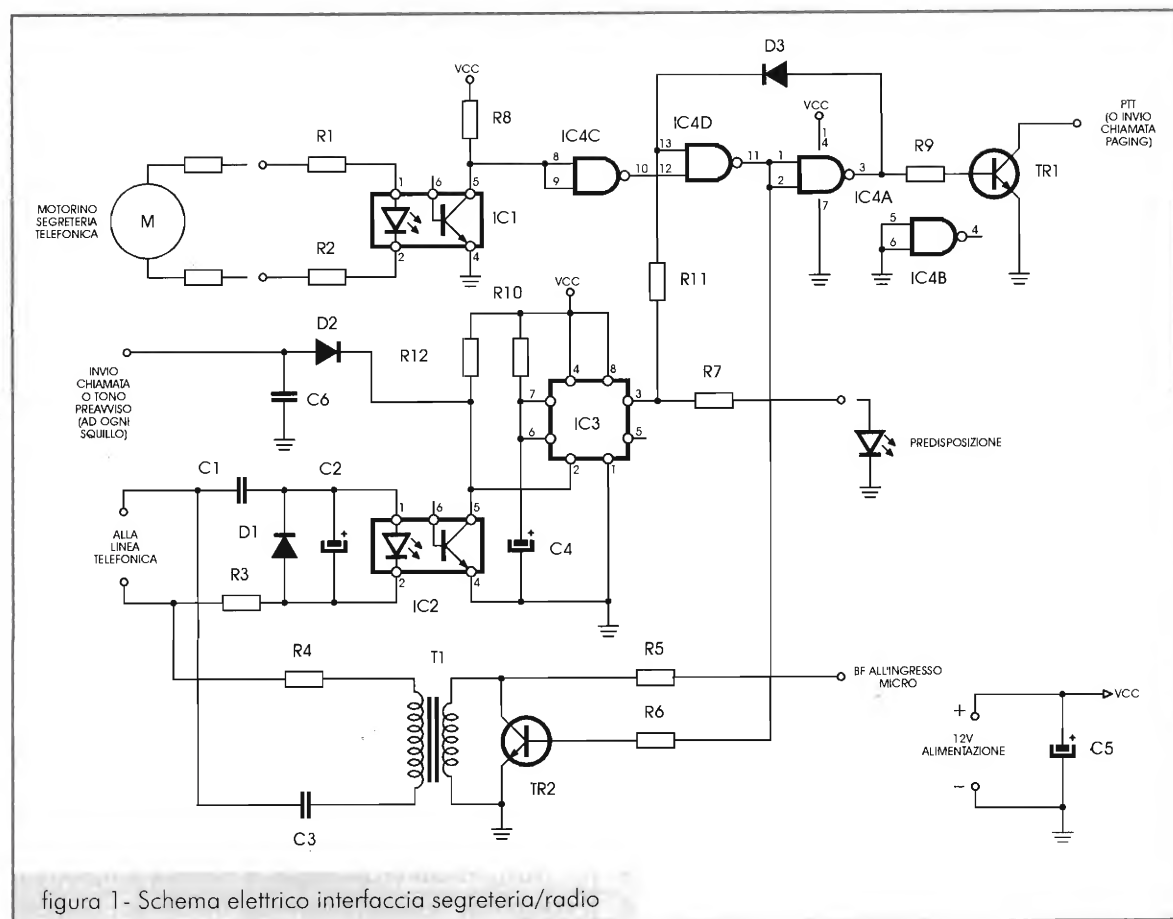 D3
VCC
R8
IC4C
8
9
10
IC4D
13
12
11
VCC
1
4
1
2
3
7
IC4A
R9
PTT
(O INVIO
CHIAMATA
PAGING)
TR1
5
6
4
IC4B
MOTORINO
SEGRETERIA
TELEFONICA
M
R1
R2
1
6
5
2
4
IC1
R11
R10
VCC
D2
R12
INVIO
CHIAMATA
O TONO
PREAVVISO
(AD OGNI
SQUILLO)
C6
4
8
7
3
6
5
2
1
IC3
R7
PREDISPOSIZIONE
C1
C2
+
D1
ALLA
LINEA
TELEFONICA
R3
1
6
5
2
4
IC2
+
C4
R4
T1
R5
BF ALL'INGRESSO
MICRO
R6
TR2
C3
VCC
+
12V
ALIMENTAZIONE
−
+
C5
figura 1- Schema elettrico interfaccia segreteria/radio